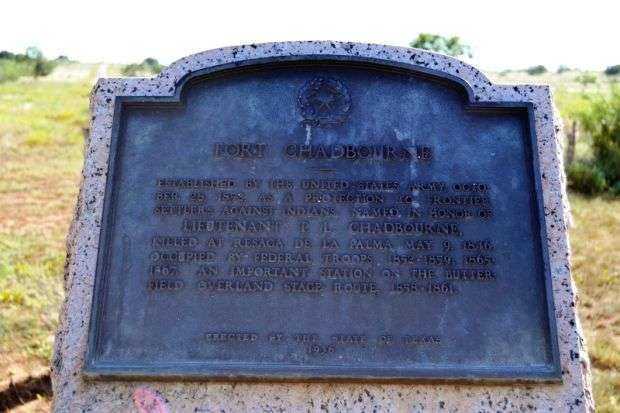 FORT CHADBOURNE
ESTABLISHED BY THE UNITED STATES ARMY OCTO-
BER 28, 1852, AS A PROTECTION TO FRONTIER
SETTLERS AGAINST INDIANS. NAMED IN HONOR OF
LIEUTENANT T. L. CHADBOURNE,
KILLED AT RESACA DE LA PALMA, MAY 9, 1846.
OCCUPIED BY FEDERAL TROOPS, 1852-1859; 1865-
1867. AN IMPORTANT STATION ON THE BUTTER-
FIELD OVERLAND STAGE ROUTE, 1858-1861.
ERECTED BY THE STATE OF TEXAS
1936